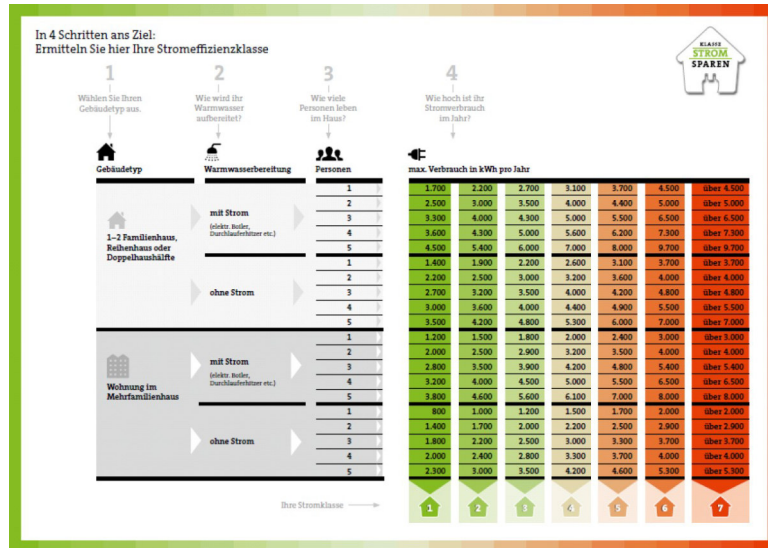 In 4 Schritten ans Ziel:
Ermitteln Sie hier Ihre Stromeffizienzklasse
KLASSE
STROM
SPAREN
1 2 3 4
Wählen Sie Ihren
Gebäudetyp aus.
Wie wird ihr
Warmwasser
aufbereitet?
Wie viele
Personen leben
im Haus?
Wie hoch ist ihr
Stromverbrauch
im Jahr?
Gebäudetyp Warmwasserbereitung Personen max. Verbrauch in kWh pro Jahr
1–2 Familienhaus,
Reihenhaus oder
Doppelhaushälfte
mit Strom
(elektr. Boiler,
Durchlauferhitzer etc.)
1 1.700 2.200 2.700 3.100 3.700 4.500 über 4.500
2 2.500 3.000 3.500 4.000 4.400 5.000 über 5.000
3 3.300 4.000 4.300 5.000 5.500 6.500 über 6.500
4 3.600 4.300 5.000 5.600 6.200 7.300 über 7.300
5 4.500 5.400 6.000 7.000 8.000 9.700 über 9.700
ohne Strom
1 1.400 1.900 2.200 2.600 3.100 3.700 über 3.700
2 2.200 2.500 3.000 3.200 3.600 4.000 über 4.000
3 2.700 3.200 3.500 4.000 4.200 4.800 über 4.800
4 3.000 3.600 4.000 4.400 4.900 5.500 über 5.500
5 3.500 4.200 4.800 5.300 6.000 7.000 über 7.000
Wohnung im
Mehrfamilienhaus
mit Strom
(elektr. Boiler,
Durchlauferhitzer etc.)
1 1.200 1.500 1.800 2.000 2.400 3.000 über 3.000
2 2.000 2.500 2.900 3.200 3.500 4.000 über 4.000
3 2.800 3.500 3.900 4.200 4.800 5.400 über 5.400
4 3.200 4.000 4.500 5.000 5.500 6.500 über 6.500
5 3.800 4.600 5.600 6.100 7.000 8.000 über 8.000
ohne Strom
1 800 1.000 1.200 1.500 1.700 2.000 über 2.000
2 1.400 1.700 2.000 2.200 2.500 2.900 über 2.900
3 1.800 2.200 2.500 3.000 3.300 3.700 über 3.700
4 2.000 2.400 2.800 3.300 3.700 4.000 über 4.000
5 2.300 3.000 3.500 4.200 4.600 5.300 über 5.300
Ihre Stromklasse 1 2 3 4 5 6 7